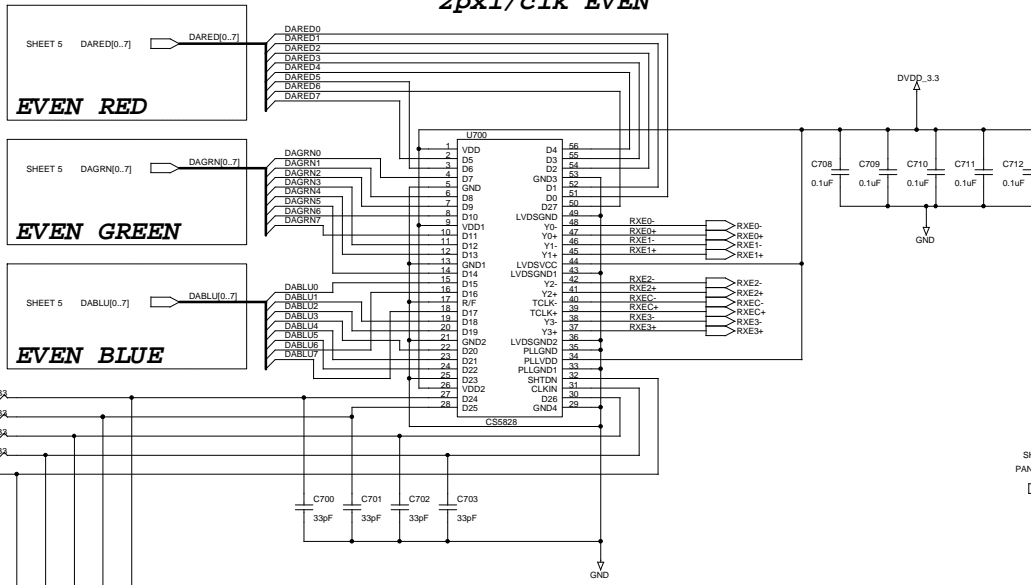 2pxl/clk EVEN
SHEET 5 DARED[0..7] DARED[0..7]
EVEN RED
DARED0
DARED1
DARED2
DARED3
DARED4
DARED5
DARED6
DARED7
SHEET 5 DAGRN[0..7] DAGRN[0..7]
EVEN GREEN
DAGRN0
DAGRN1
DAGRN2
DAGRN3
DAGRN4
DAGRN5
DAGRN6
DAGRN7
SHEET 5 DABLU[0..7] DABLU[0..7]
EVEN BLUE
DABLU0
DABLU1
DABLU2
DABLU3
DABLU4
DABLU5
DABLU6
DABLU7
U700
1 VDD D4 56
2 D5 D3 55
3 D6 D2 54
4 D7 GND3 53
5 GND D1 52
6 D8 D0 51
7 D9 D27 50
8 D10 LVDSGND 49
9 VDD1 Y0- 48
10 D11 Y0+ 47
11 D12 Y1- 46
12 D13 Y1+ 45
13 GND1 LVDSVCC 44
14 D14 LVDSGND1 43
15 D15 Y2- 42
16 D16 Y2+ 41
17 R/F TCLK- 40
18 D17 TCLK+ 39
19 D18 Y3- 38
20 D19 Y3+ 37
21 GND2 LVDSGND2 36
22 D20 PLLGND 35
23 D21 PLLVDD 34
24 D22 PLLGND1 33
25 D23 SHTDN 32
26 VDD2 CLKIN 31
27 D24 D26 30
28 D25 GND4 29
CS5828
RXE0- RXE0-
RXE0+ RXE0+
RXE1- RXE1-
RXE1+ RXE1+
RXE2- RXE2-
RXE2+ RXE2+
RXEC- RXEC-
RXEC+ RXEC+
RXE3- RXE3-
RXE3+ RXE3+
DVDD_3.3
C708 C709 C710 C711 C712
0.1uF 0.1uF 0.1uF 0.1uF 0.1uF
GND
33
33
33
33
C700 C701 C702 C703
33pF 33pF 33pF 33pF
GND
SH
PAN